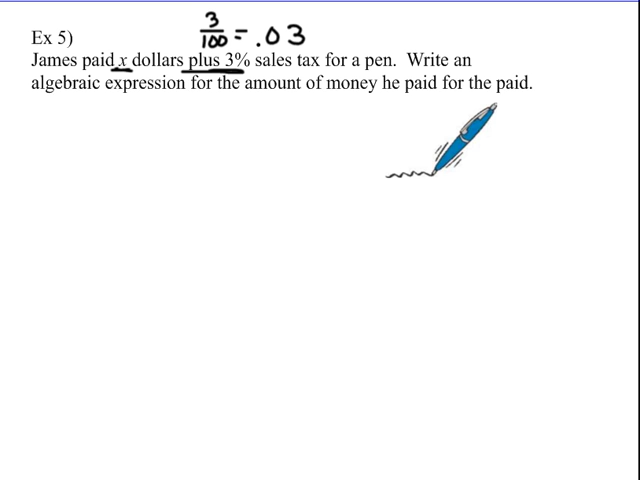 Ex 5)
3/100 = .03
James paid x dollars plus 3% sales tax for a pen. Write an
algebraic expression for the amount of money he paid for the paid.